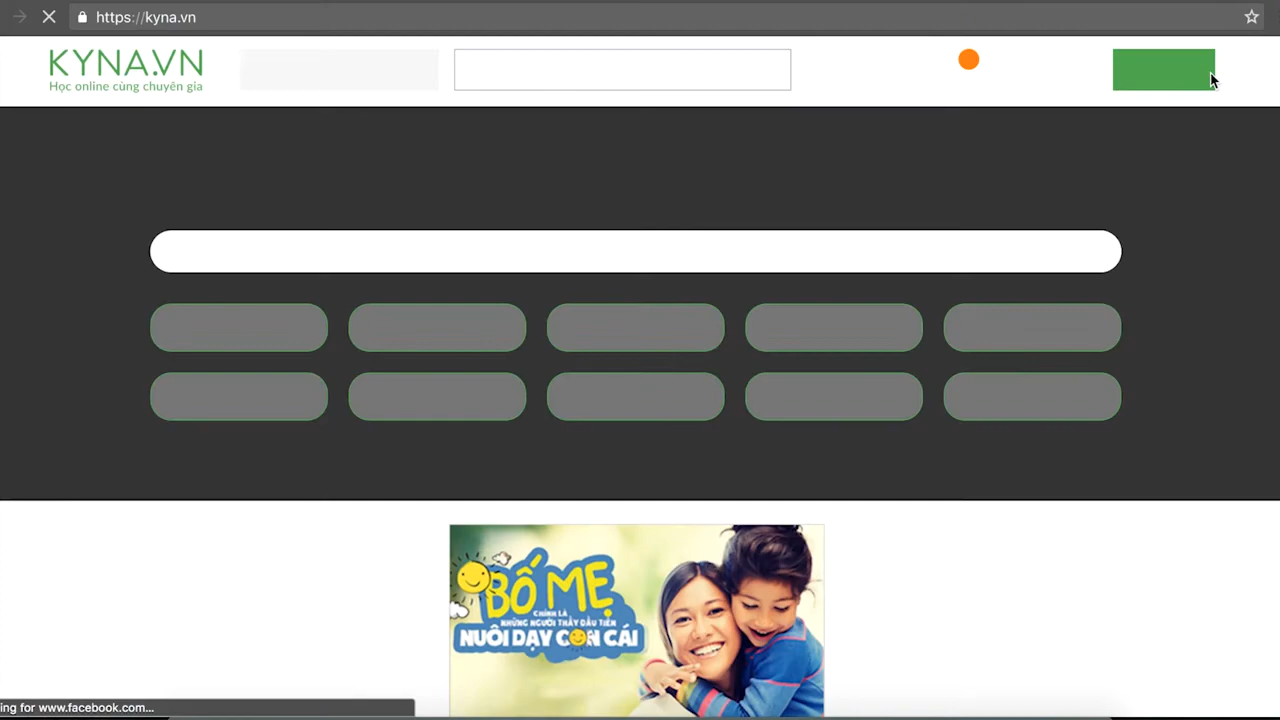 https://kyna.vn
KYNA.VN
Học online cùng chuyên gia
BỐ MẸ
CHÍNH LÀ
NHỮNG NGƯỜI THẦY ĐẦU TIÊN
NUÔI DẠY CON CÁI
ing for www.facebook.com...